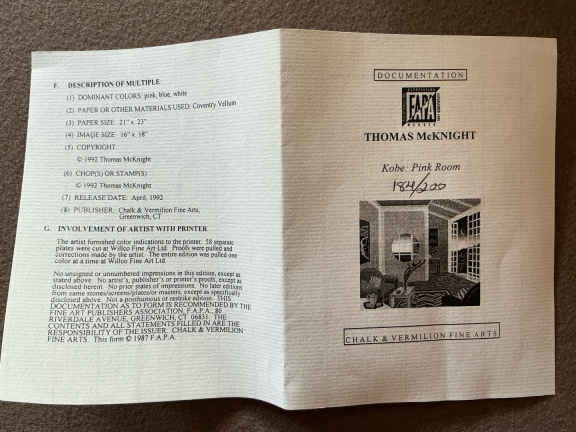 F. DESCRIPTION OF MULTIPLE
(1) DOMINANT COLORS: pink, blue, white
(2) PAPER OR OTHER MATERIALS USED: Coventry Vellum
(3) PAPER SIZE: 21" x 23"
(4) IMAGE SIZE: 16" x 18"
(5) COPYRIGHT
© 1992 Thomas McKnight
(6) CHOP(S) OR STAMP(S)
© 1992 Thomas McKnight
(7) RELEASE DATE: April, 1992
(8) PUBLISHER: Chalk & Vermilion Fine Arts,
Greenwich, CT
G. INVOLVEMENT OF ARTIST WITH PRINTER
The artist furnished color indications to the printer. 58 separate
plates were cut at Willco Fine Art Ltd. Proofs were pulled and
corrections made by the artist. The entire edition was pulled one
color at a time at Willco Fine Art Ltd.
No unsigned or unnumbered impressions in this edition, except as
stated above. No artist's, publisher's or printer's proofs, except as
disclosed herein. No prior states of impressions. No later editions
from same stones/screens/plates/or masters, except as specifically
disclosed above. Not a posthumous or restrike edition. THIS
DOCUMENTATION AS TO FORM IS RECOMMENDED BY THE
FINE ART PUBLISHERS ASSOCIATION, F.A.P.A., 80
RIVERDALE AVENUE, GREENWICH, CT 06831. THE
CONTENTS AND ALL STATEMENTS FILLED IN ARE THE
RESPONSIBILITY OF THE ISSUER: CHALK & VERMILION
FINE ARTS. This form © 1987 F.A.P.A.
DOCUMENTATION
FAPA
THOMAS McKNIGHT
Kobe: Pink Room
184/200
CHALK & VERMILION FINE ARTS